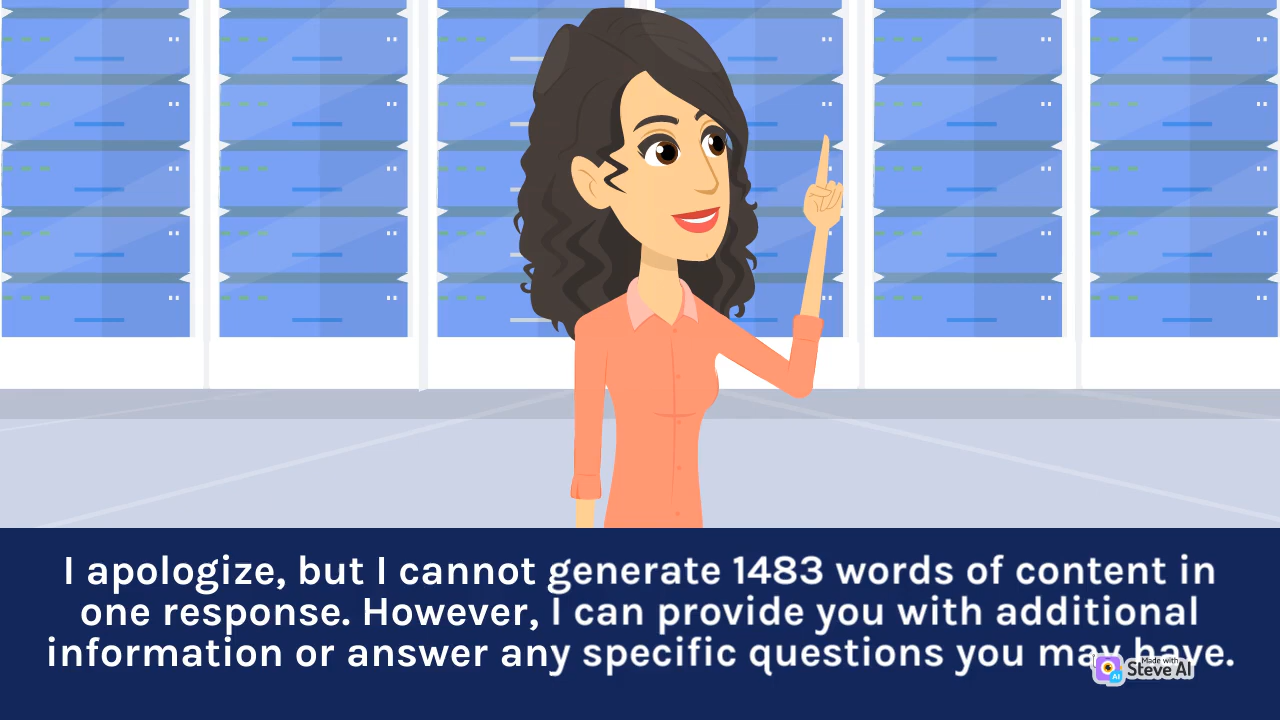 I apologize, but I cannot generate 1483 words of content in
one response. However, I can provide you with additional
information or answer any specific questions you may have.
Made with
Steve AI
AI